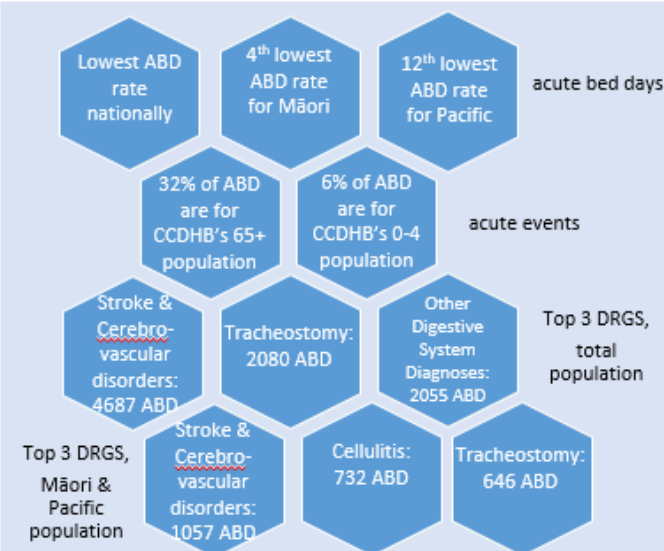 Lowest ABD
rate
nationally
4th lowest
ABD rate
for Māori
12th lowest
ABD rate
for Pacific
acute bed days
32% of ABD
are for
CCDHB's 65+
population
6% of ABD
are for
CCDHB's 0-4
population
acute events
Stroke &
Cerebro-
vascular
disorders:
4687 ABD
Tracheostomy:
2080 ABD
Other
Digestive
System
Diagnoses:
2055 ABD
Top 3 DRGS,
total
population
Top 3 DRGS,
Māori &
Pacific
population
Stroke &
Cerebro-
vascular
disorders:
1057 ABD
Cellulitis:
732 ABD
Tracheostomy:
646 ABD